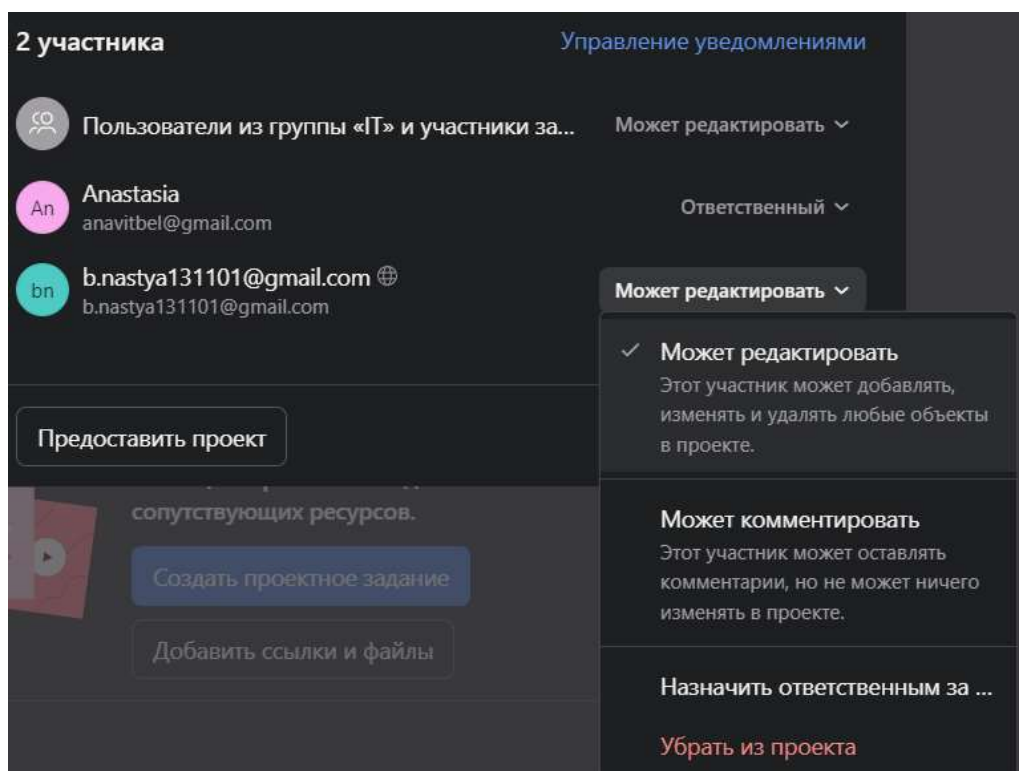 2 участника
Управление уведомлениями
Пользователи из группы «IT» и участники за...
Может редактировать
An
Anastasia
anavitbel@gmail.com
Ответственный
bn
b.nastya131101@gmail.com
b.nastya131101@gmail.com
Может редактировать
Может редактировать
Этот участник может добавлять,
изменять и удалять любые объекты
в проекте.
Предоставить проект
сопутствующих ресурсов.
Может комментировать
Этот участник может оставлять
комментарии, но не может ничего
изменять в проекте.
Создать проектное задание
Добавить ссылки и файлы
Назначить ответственным за ...
Убрать из проекта